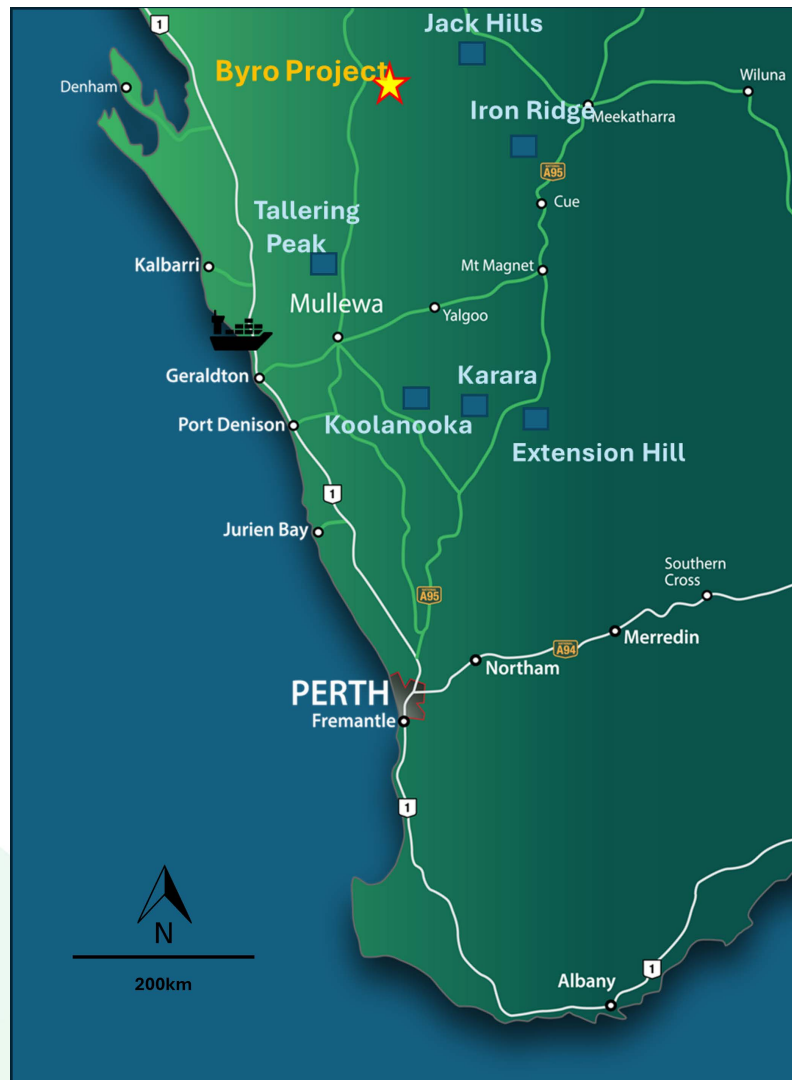 1
Jack Hills
Byro Project
Denham
Wiluna
Iron Ridge
Meekatharra
A95
Cue
Tallering
Peak
Kalbarri
Mt Magnet
Mullewa
Yalgoo
Geraldton
Karara
Port Denison
Koolanooka
Extension Hill
1
Jurien Bay
Southern
Cross
A95
Merredin
A94
Northam
PERTH
Fremantle
1
N
200km
Albany
1